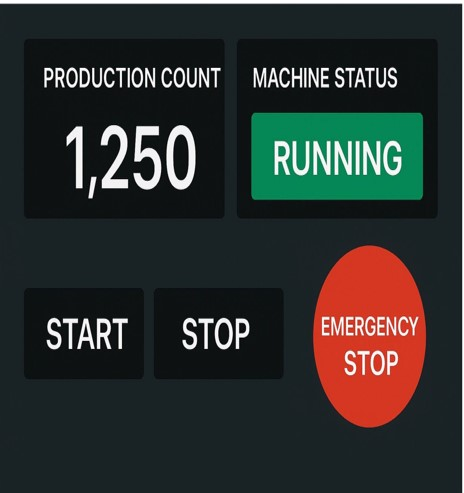 PRODUCTION COUNT
1,250
MACHINE STATUS
RUNNING
START
STOP
EMERGENCY
STOP